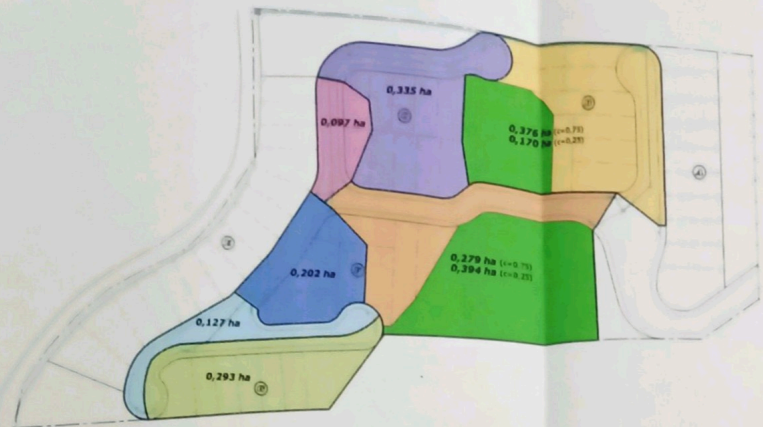 0,335 ha
0,097 ha
0,376 ha (c=0,75)
0,170 ha (c=0,25)
0,279 ha (c=0,75)
0,394 ha (c=0,25)
0,202 ha
0,127 ha
0,293 ha